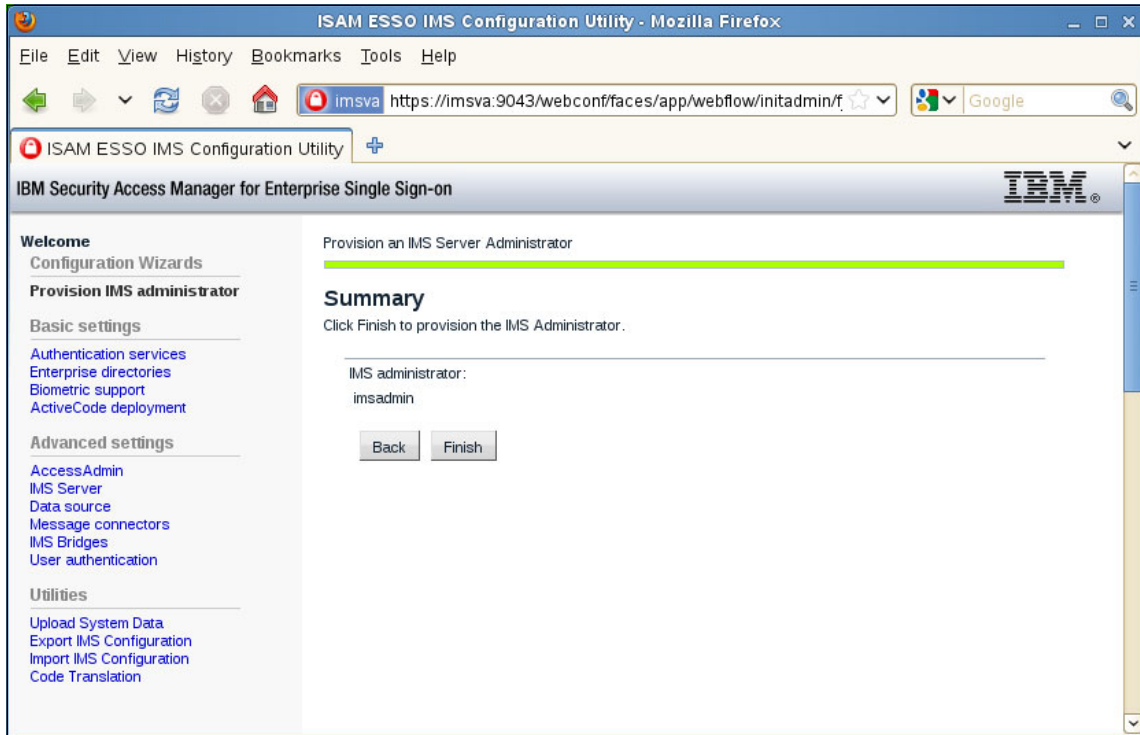 ISAM ESSO IMS Configuration Utility - Mozilla Firefox
File Edit View History Bookmarks Tools Help
imsva https://imsva:9043/webconf/faces/app/webflow/initadmin/f
Google
ISAM ESSO IMS Configuration Utility
IBM Security Access Manager for Enterprise Single Sign-on
IBM®
Welcome
Configuration Wizards
Provision IMS administrator
Basic settings
Authentication services
Enterprise directories
Biometric support
ActiveCode deployment
Advanced settings
AccessAdmin
IMS Server
Data source
Message connectors
IMS Bridges
User authentication
Utilities
Upload System Data
Export IMS Configuration
Import IMS Configuration
Code Translation
Provision an IMS Server Administrator
Summary
Click Finish to provision the IMS Administrator.
IMS administrator:
imsadmin
Back Finish